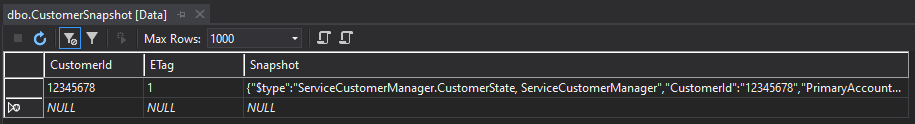 dbo.CustomerSnapshot [Data]
Max Rows: 1000
CustomerId ETag Snapshot
12345678 1 {"$type":"ServiceCustomerManager.CustomerState, ServiceCustomerManager","CustomerId":"12345678","PrimaryAccount...
NULL NULL NULL